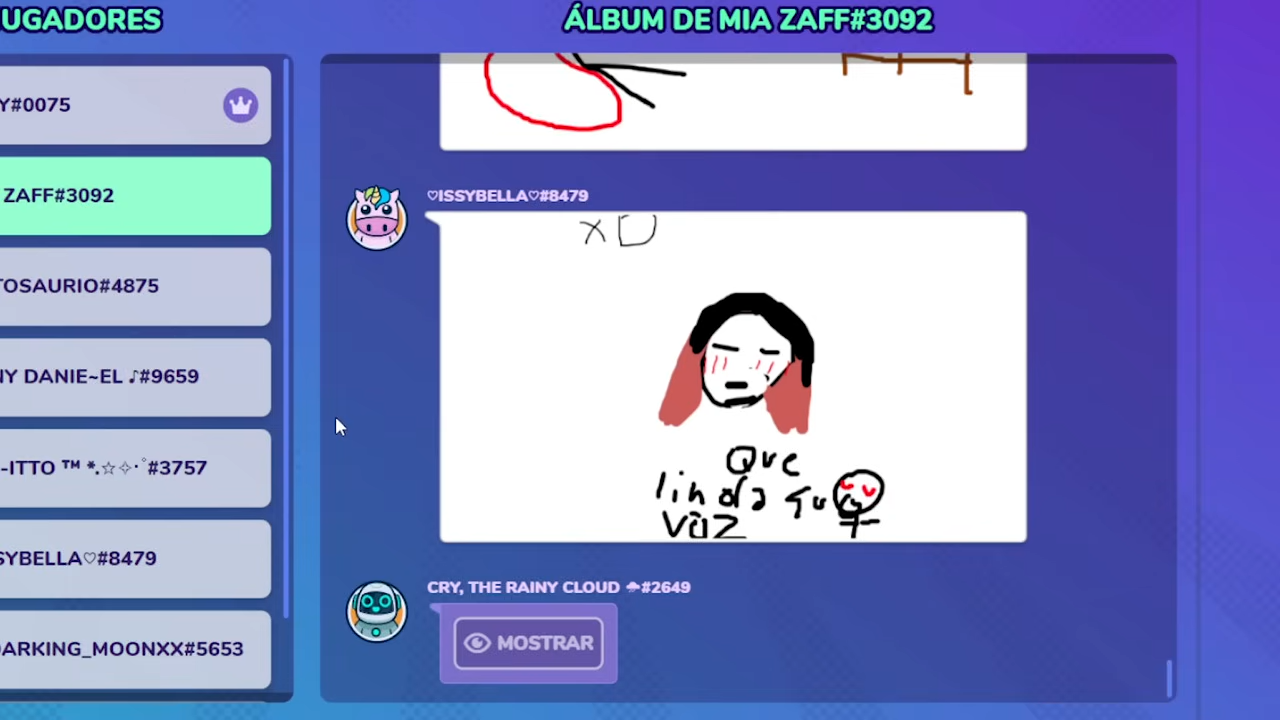 UGADORES
ÁLBUM DE MIA ZAFF#3092
Y#0075
ZAFF#3092
TOSAURIO#4875
NY DANIE~EL ♪#9659
-ITTO ™ *.☆✧･ﾟ#3757
SYBELLA♡#8479
DARKING_MOONXX#5653
♡ISSYBELLA♡#8479
XD
Que
linda tu
voz
CRY, THE RAINY CLOUD 🌧#2649
MOSTRAR